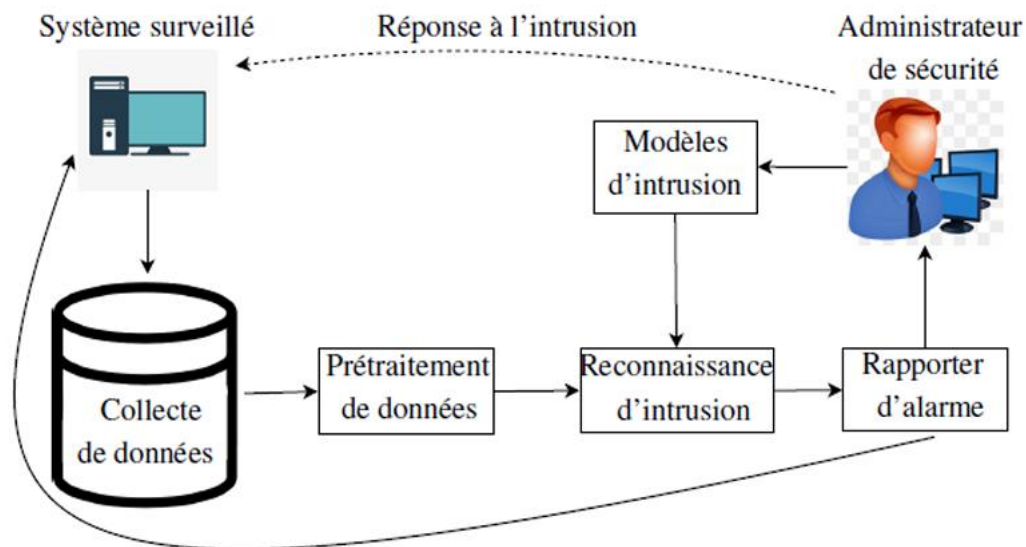 Système surveillé
Réponse à l’intrusion
Administrateur
de sécurité
Modèles
d’intrusion
Collecte
de données
Prétraitement
de données
Reconnaissance
d’intrusion
Rapporter
d’alarme